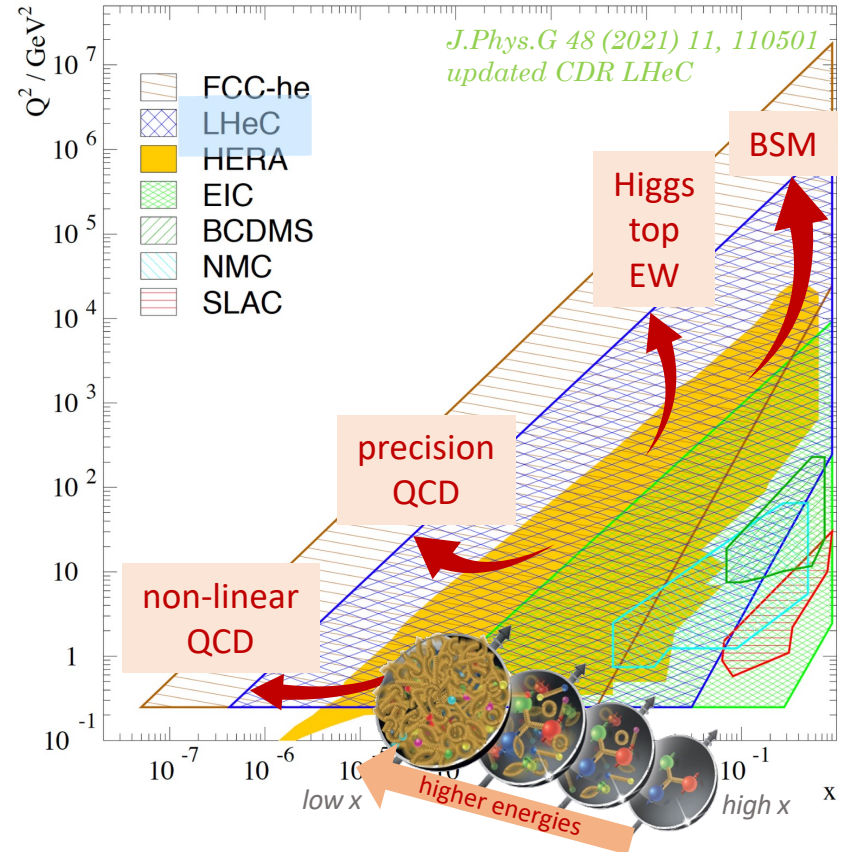 J.Phys.G 48 (2021) 11, 110501
updated CDR LHeC
Q² / GeV²
10⁷
10⁶
10⁵
10⁴
10³
10²
10
1
10⁻¹
FCC-he
LHeC
HERA
EIC
BCDMS
NMC
SLAC
BSM
Higgs
top
EW
precision
QCD
non-linear
QCD
10⁻⁷
10⁻⁶
10⁻⁵
10⁻¹
x
low x
higher energies
high x